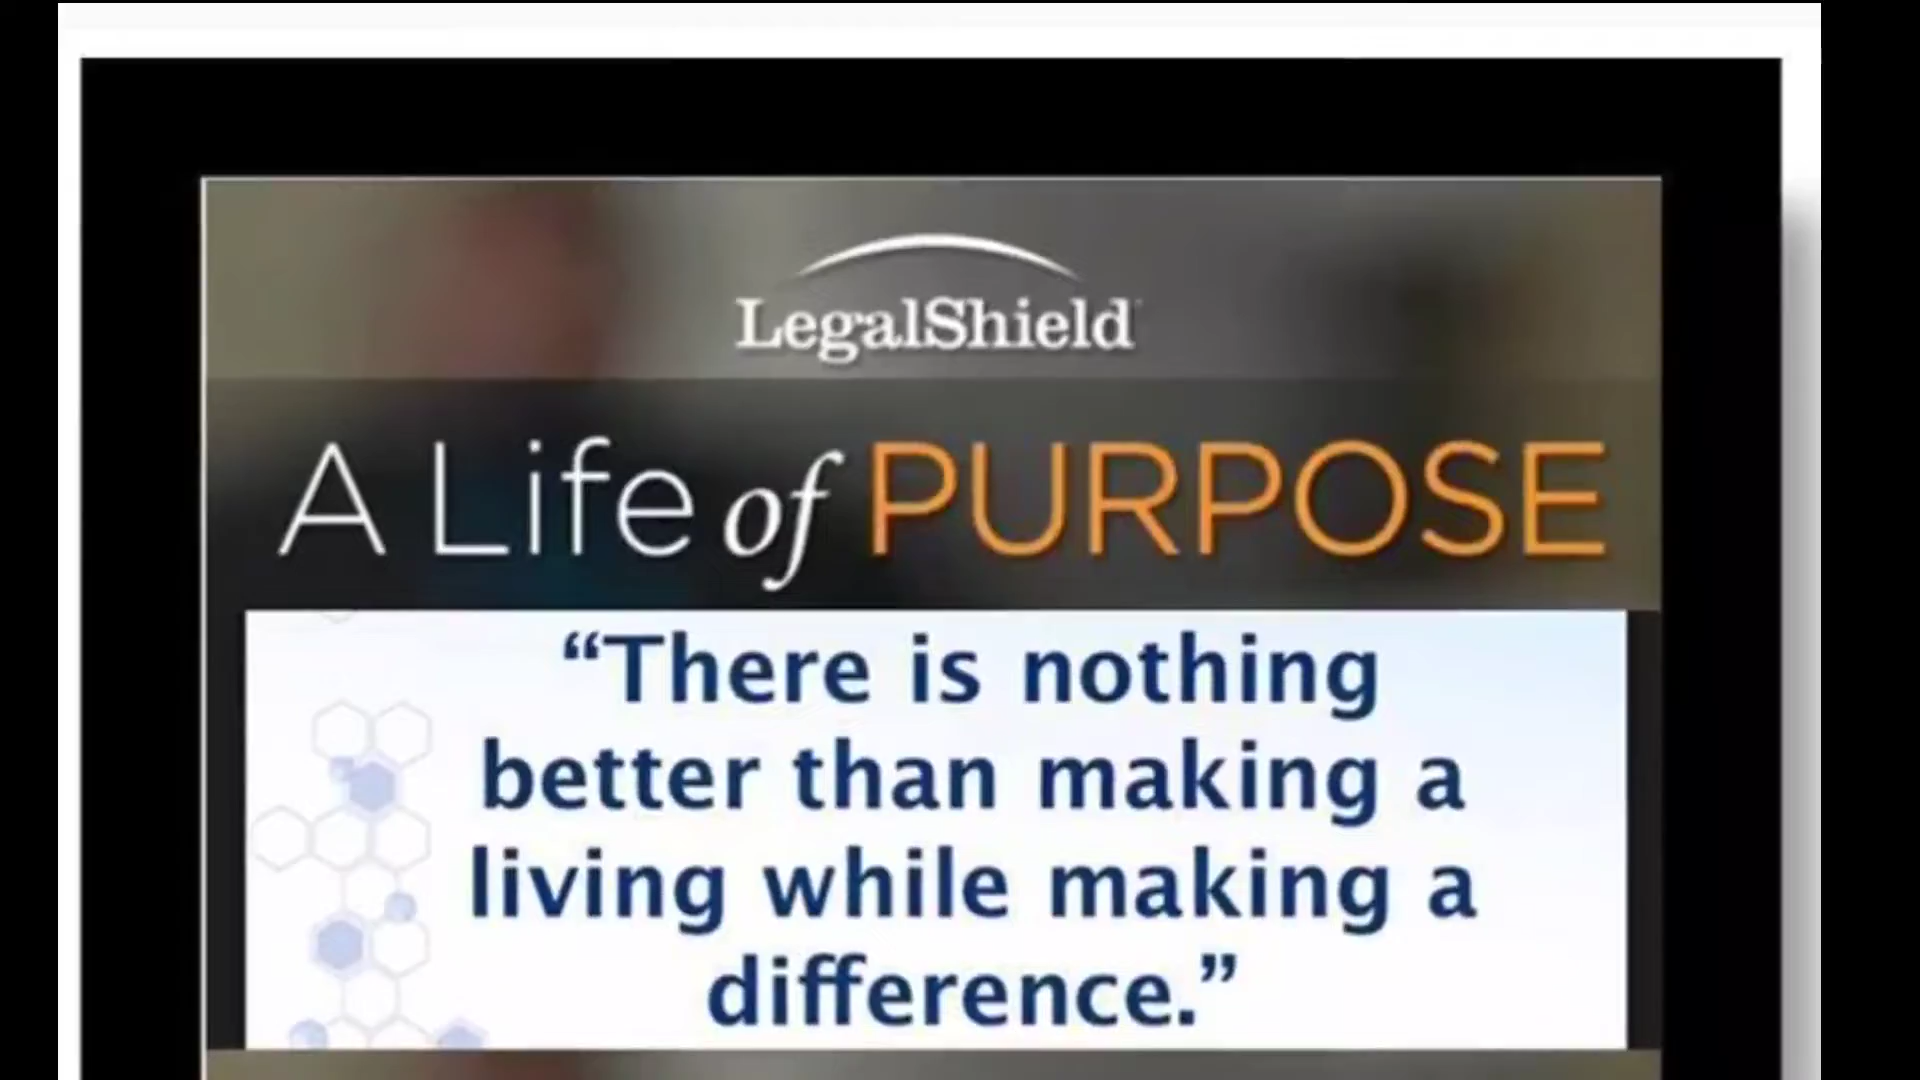 LegalShield
A Life of PURPOSE
“There is nothing
better than making a
living while making a
difference.”